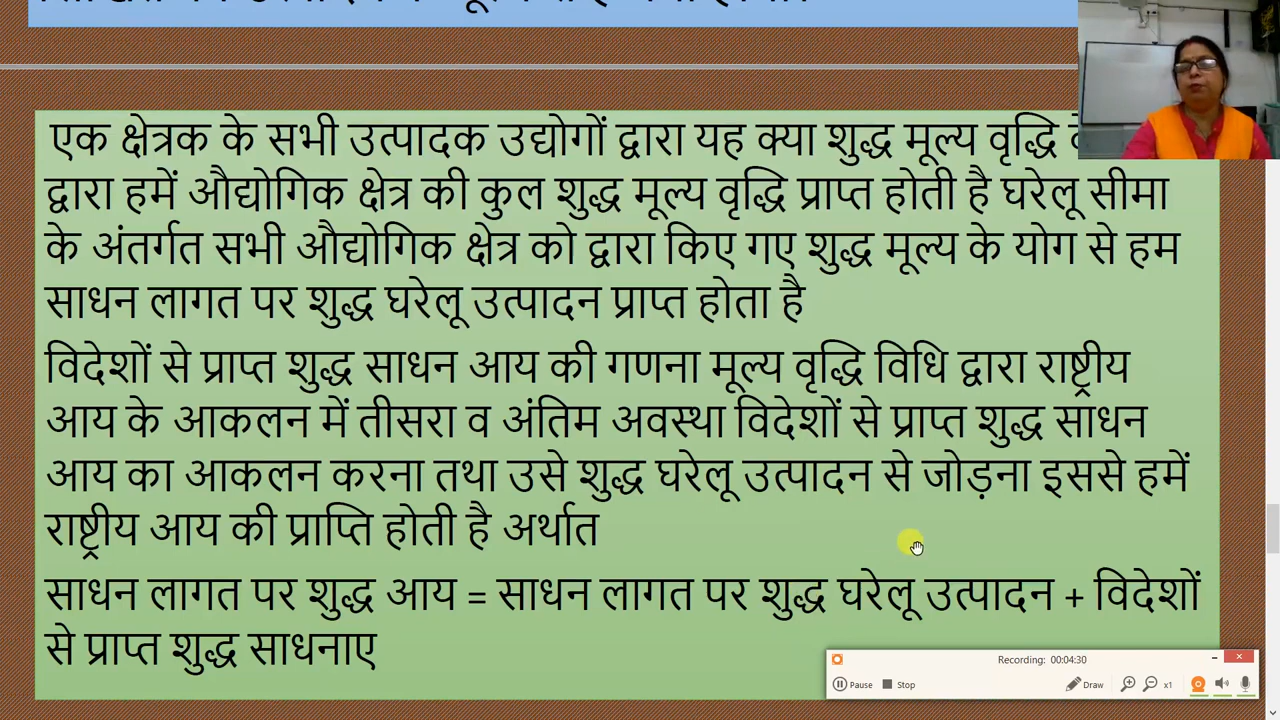 एक क्षेत्रक के सभी उत्पादक उद्योगों द्वारा यह क्या शुद्ध मूल्य वृद्धि
द्वारा हमें औद्योगिक क्षेत्र की कुल शुद्ध मूल्य वृद्धि प्राप्त होती है घरेलू सीमा
के अंतर्गत सभी औद्योगिक क्षेत्र को द्वारा किए गए शुद्ध मूल्य के योग से हम
साधन लागत पर शुद्ध घरेलू उत्पादन प्राप्त होता है
विदेशों से प्राप्त शुद्ध साधन आय की गणना मूल्य वृद्धि विधि द्वारा राष्ट्रीय
आय के आकलन में तीसरा व अंतिम अवस्था विदेशों से प्राप्त शुद्ध साधन
आय का आकलन करना तथा उसे शुद्ध घरेलू उत्पादन से जोड़ना इससे हमें
राष्ट्रीय आय की प्राप्ति होती है अर्थात
साधन लागत पर शुद्ध आय = साधन लागत पर शुद्ध घरेलू उत्पादन + विदेशों
से प्राप्त शुद्ध साधनाए
Recording: 00:04:30
Pause Stop Draw x1